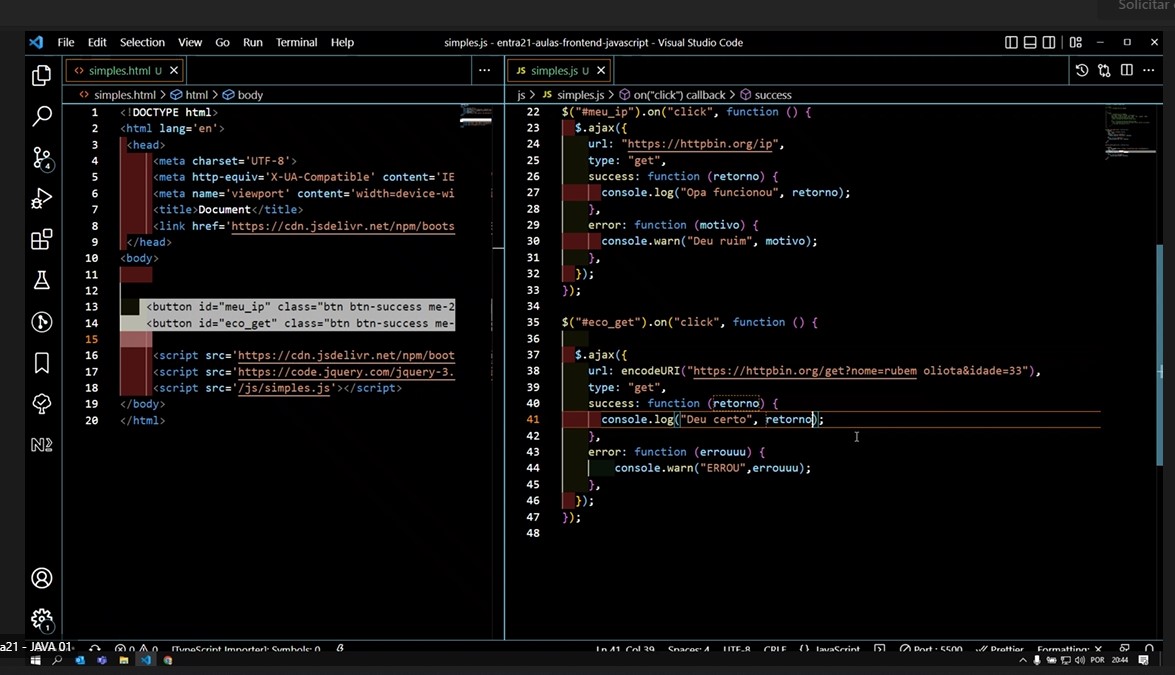 Solicitar
File Edit Selection View Go Run Terminal Help simples.js - entra21-aulas-frontend-javascript - Visual Studio Code
simples.html U
simples.html > html > body
1 <!DOCTYPE html>
2 <html lang='en'>
3 <head>
4 <meta charset='UTF-8'>
5 <meta http-equiv='X-UA-Compatible' content='IE
6 <meta name='viewport' content='width=device-wi
7 <title>Document</title>
8 <link href='https://cdn.jsdelivr.net/npm/boots
9 </head>
10 <body>
11
12
13 <button id="meu_ip" class="btn btn-success me-2
14 <button id="eco_get" class="btn btn-success me-
15
16 <script src='https://cdn.jsdelivr.net/npm/boot
17 <script src='https://code.jquery.com/jquery-3.
18 <script src='/js/simples.js'></script>
19 </body>
20 </html>
JS simples.js U
js > JS simples.js > on("click") callback > success
22 $("#meu_ip").on("click", function () {
23 $.ajax({
24 url: "https://httpbin.org/ip",
25 type: "get",
26 success: function (retorno) {
27 console.log("Opa funcionou", retorno);
28 },
29 error: function (motivo) {
30 console.warn("Deu ruim", motivo);
31 },
32 });
33 });
34
35 $("#eco_get").on("click", function () {
36
37 $.ajax({
38 url: encodeURI("https://httpbin.org/get?nome=rubem oliota&idade=33"),
39 type: "get",
40 success: function (retorno) {
41 console.log("Deu certo", retorno);
42 },
43 error: function (errouuu) {
44 console.warn("ERROU",errouuu);
45 },
46 });
47 });
48
4
1
a21 - JAVA 01
0 0 [TypeScript Importer]: Symbols: 0 Ln 41, Col 39 Spaces: 4 UTF-8 CRLF {} JavaScript Port : 5500 Prettier Formatting: X
POR 20:44